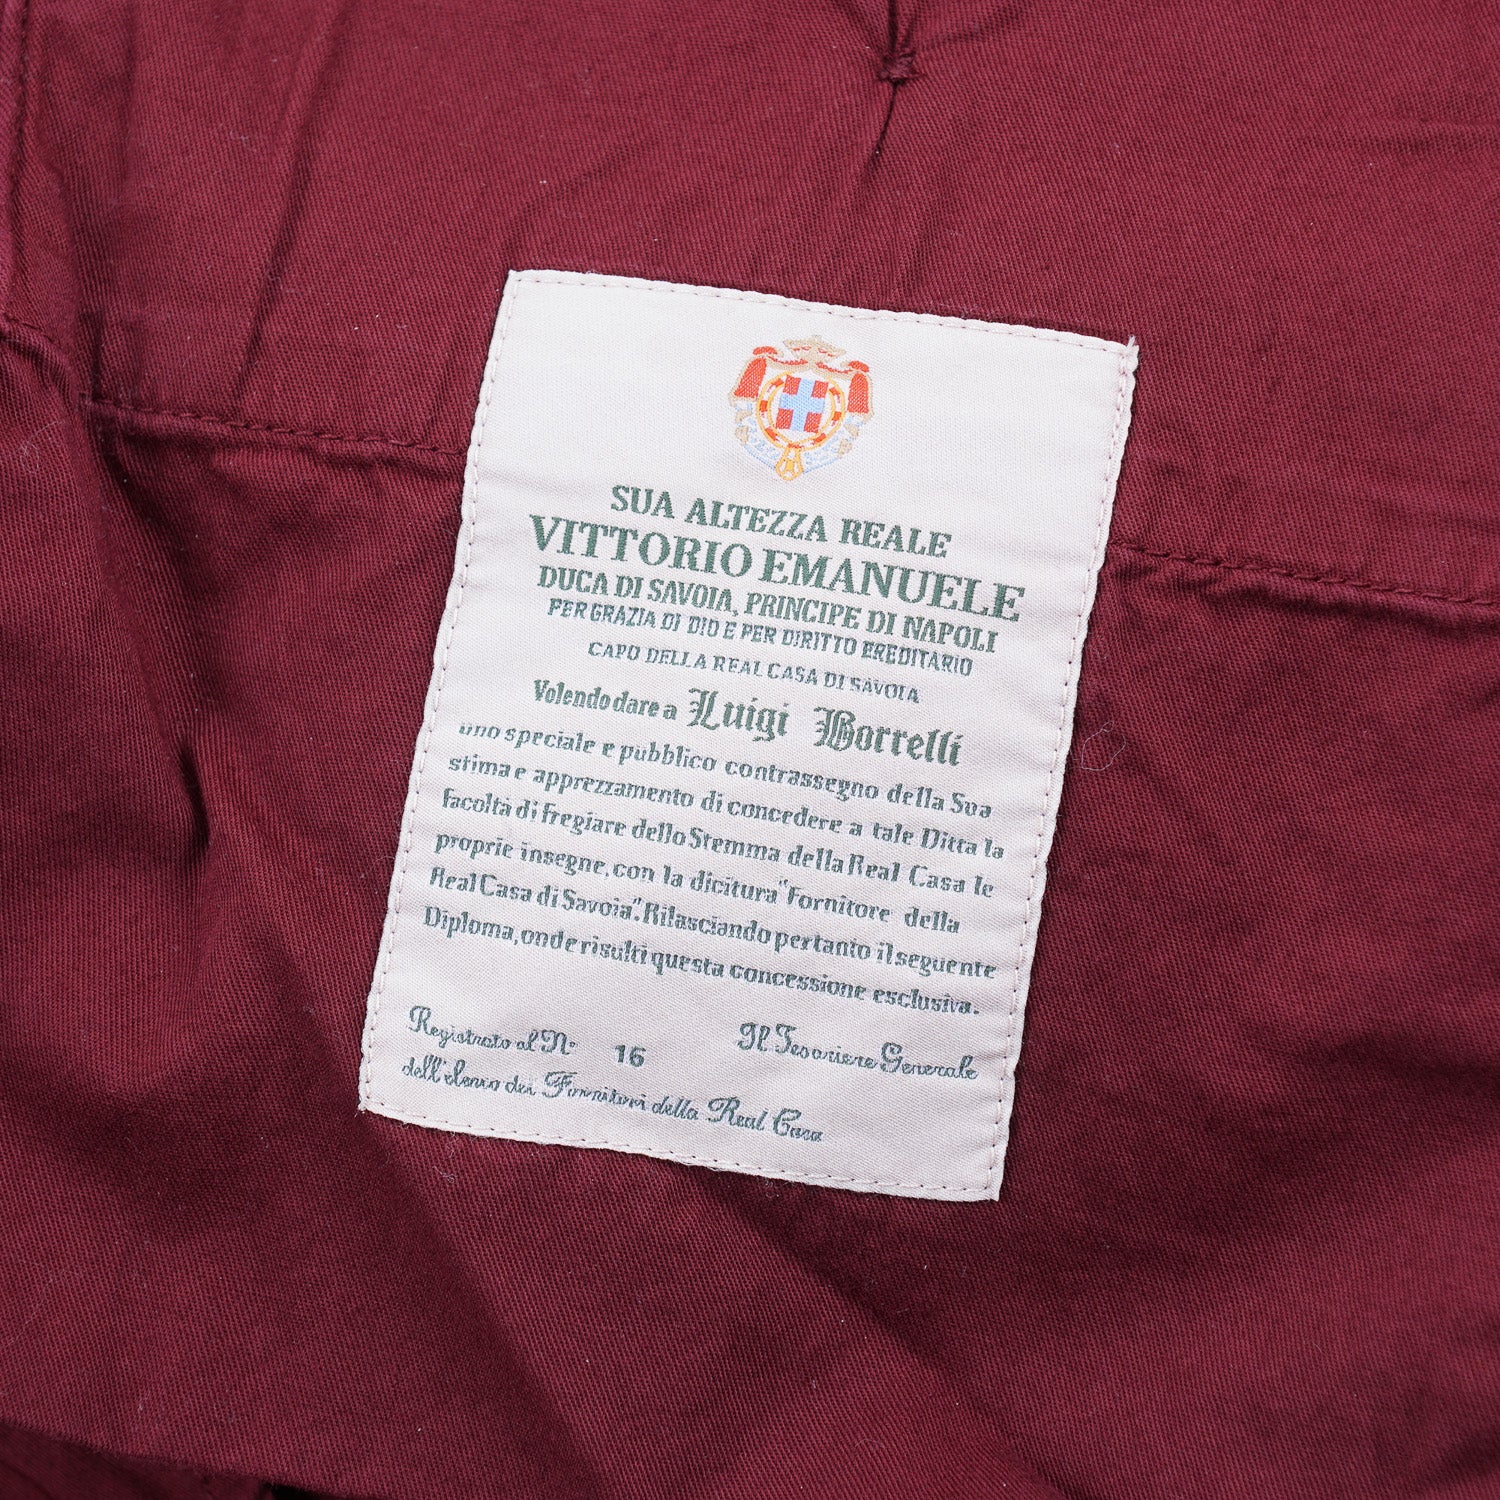 SUA ALTEZZA REALE
VITTORIO EMANUELE
DUCA DI SAVOIA, PRINCIPE DI NAPOLI
PER GRAZIA DI DIO E PER DIRITTO EREDITARIO
CAPO DELLA REAL CASA DI SAVOIA
Volendo dare a Luigi Borrelli
uno speciale e pubblico contrassegno della Sua
stima e apprezzamento di concedere a tale Ditta la
facoltà di fregiare dello Stemma della Real Casa le
proprie insegne, con la dicitura "Fornitore della
Real Casa di Savoia". Rilasciando pertanto il seguente
Diploma, onde risulti questa concessione esclusiva.
Registrato al N° 16 Il Tesoriere Generale
dell'elenco dei Fornitori della Real Casa